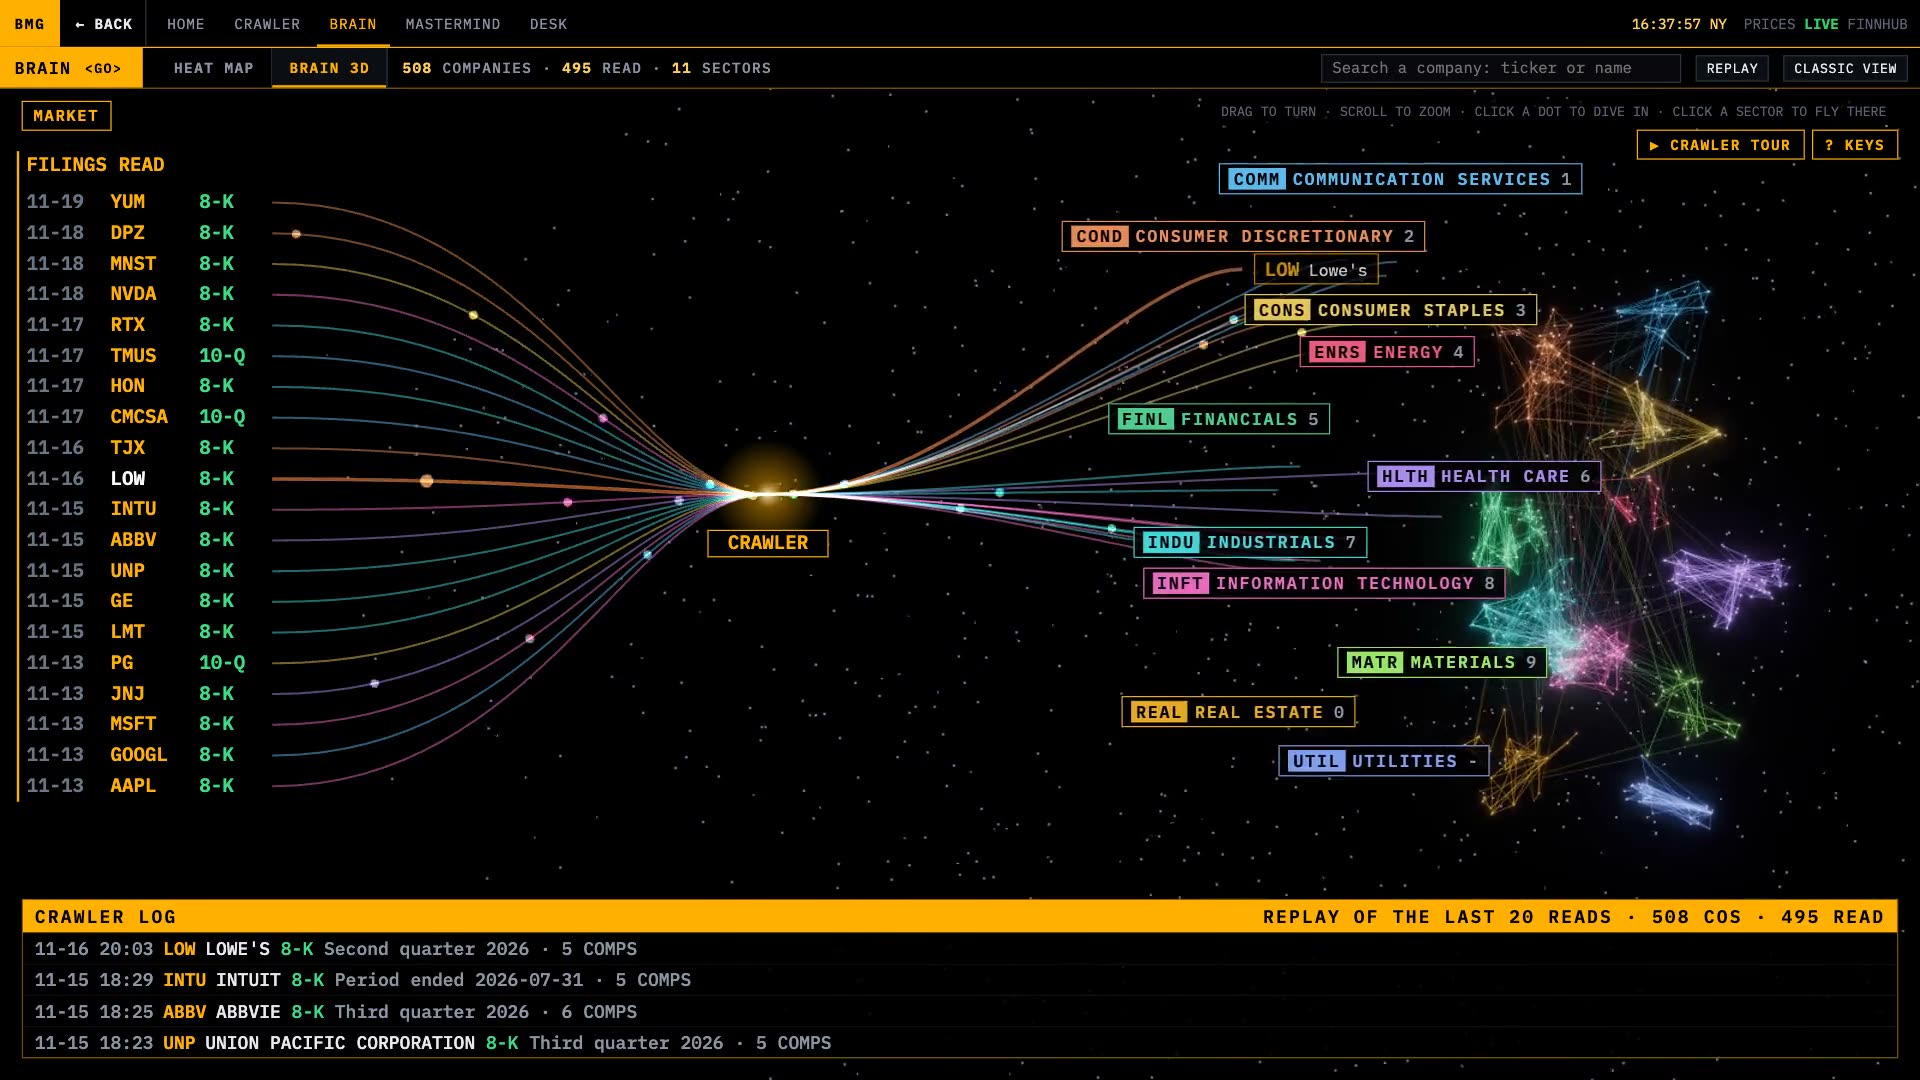 BMG ← BACK HOME CRAWLER BRAIN MASTERMIND DESK 16:37:57 NY PRICES LIVE FINNHUB
BRAIN <GO> HEAT MAP BRAIN 3D 508 COMPANIES · 495 READ · 11 SECTORS Search a company: ticker or name REPLAY CLASSIC VIEW
MARKET
DRAG TO TURN · SCROLL TO ZOOM · CLICK A DOT TO DIVE IN · CLICK A SECTOR TO FLY THERE
▶ CRAWLER TOUR ? KEYS
FILINGS READ
11-19 YUM 8-K
11-18 DPZ 8-K
11-18 MNST 8-K
11-18 NVDA 8-K
11-17 RTX 8-K
11-17 TMUS 10-Q
11-17 HON 8-K
11-17 CMCSA 10-Q
11-16 TJX 8-K
11-16 LOW 8-K
11-15 INTU 8-K
11-15 ABBV 8-K
11-15 UNP 8-K
11-15 GE 8-K
11-15 LMT 8-K
11-13 PG 10-Q
11-13 JNJ 8-K
11-13 MSFT 8-K
11-13 GOOGL 8-K
11-13 AAPL 8-K
CRAWLER
COMM COMMUNICATION SERVICES 1
COND CONSUMER DISCRETIONARY 2
LOW Lowe's
CONS CONSUMER STAPLES 3
ENRS ENERGY 4
FINL FINANCIALS 5
HLTH HEALTH CARE 6
INDU INDUSTRIALS 7
INFT INFORMATION TECHNOLOGY 8
MATR MATERIALS 9
REAL REAL ESTATE 0
UTIL UTILITIES -
CRAWLER LOG REPLAY OF THE LAST 20 READS · 508 COS · 495 READ
11-16 20:03 LOW LOWE'S 8-K Second quarter 2026 · 5 COMPS
11-15 18:29 INTU INTUIT 8-K Period ended 2026-07-31 · 5 COMPS
11-15 18:25 ABBV ABBVIE 8-K Third quarter 2026 · 6 COMPS
11-15 18:23 UNP UNION PACIFIC CORPORATION 8-K Third quarter 2026 · 5 COMPS